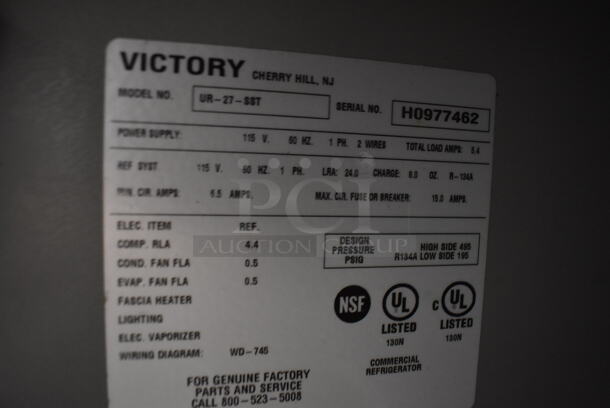 VICTORY CHERRY HILL, NJ
MODEL NO. UR-27-SST SERIAL NO. H0977462
POWER SUPPLY: 115 V. 60 HZ. 1 PH. 2 WIRES TOTAL LOAD AMPS: 5.4
REF SYST 115 V. 60 HZ. 1 PH. LRA: 24.0 CHARGE: 8.0 OZ. R-134A
MIN. CIR. AMPS: 6.5 AMPS. MAX. CIR. FUSE OR BREAKER: 15.0 AMPS.
ELEC. ITEM REF.
COMP. RLA 4.4
COND. FAN FLA 0.5
EVAP. FAN FLA 0.5
FASCIA HEATER
LIGHTING
ELEC. VAPORIZER
WIRING DIAGRAM: WD-745
DESIGN PRESSURE PSIG HIGH SIDE 495
R134A LOW SIDE 195
NSF
UL
LISTED
130N
C UL
LISTED
130N
COMMERCIAL
REFRIGERATOR
FOR GENUINE FACTORY
PARTS AND SERVICE
CALL 800-523-5008
PCI
AUCTION GROUP